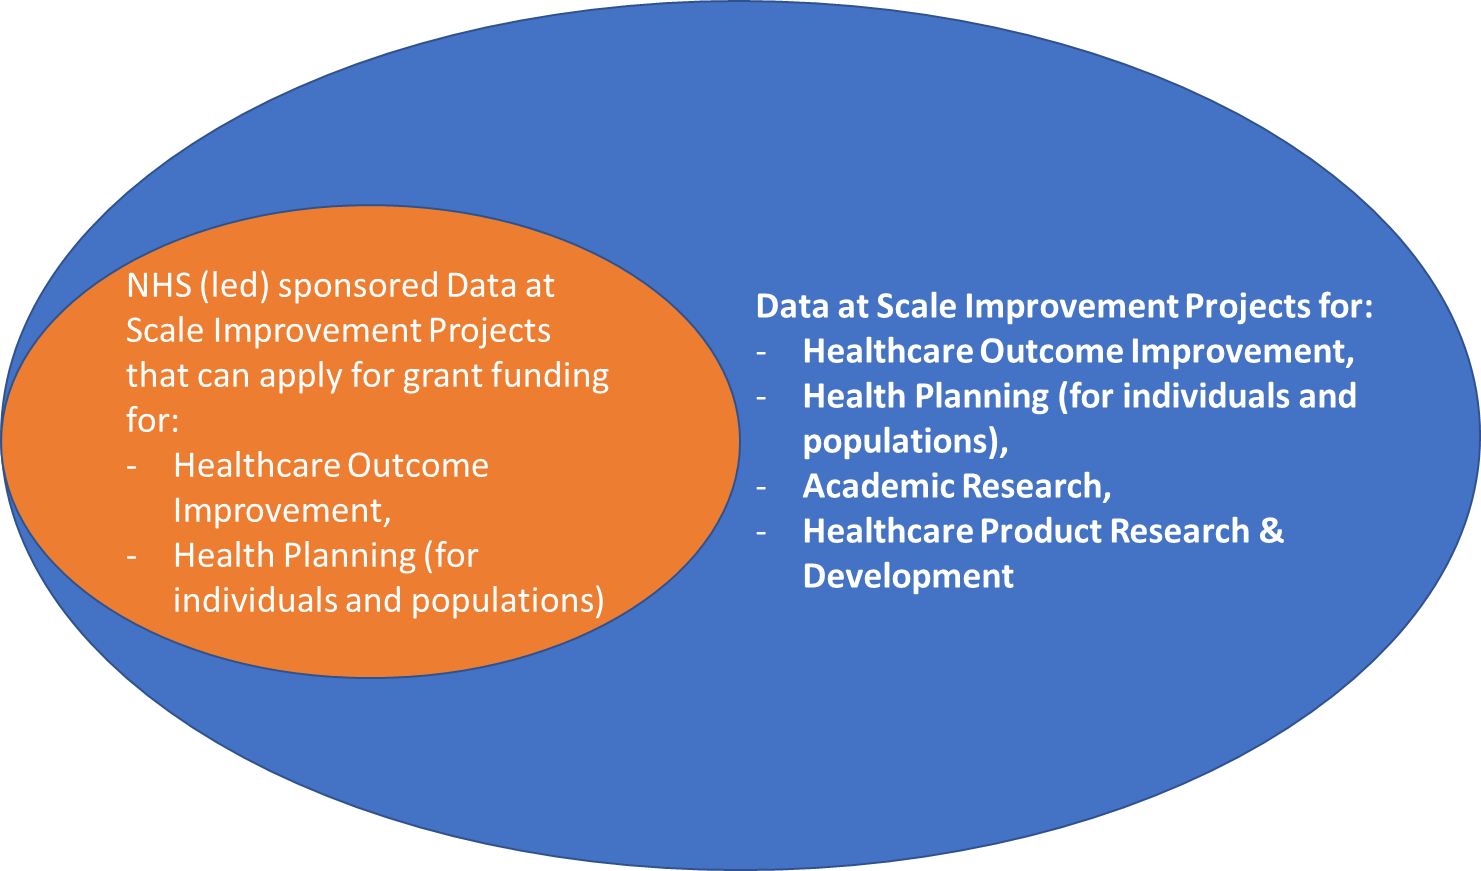 NHS (led) sponsored Data at
Scale Improvement Projects
that can apply for grant funding
for:
- Healthcare Outcome
Improvement,
- Health Planning (for
individuals and populations)
Data at Scale Improvement Projects for:
- Healthcare Outcome Improvement,
- Health Planning (for individuals and
populations),
- Academic Research,
- Healthcare Product Research &
Development